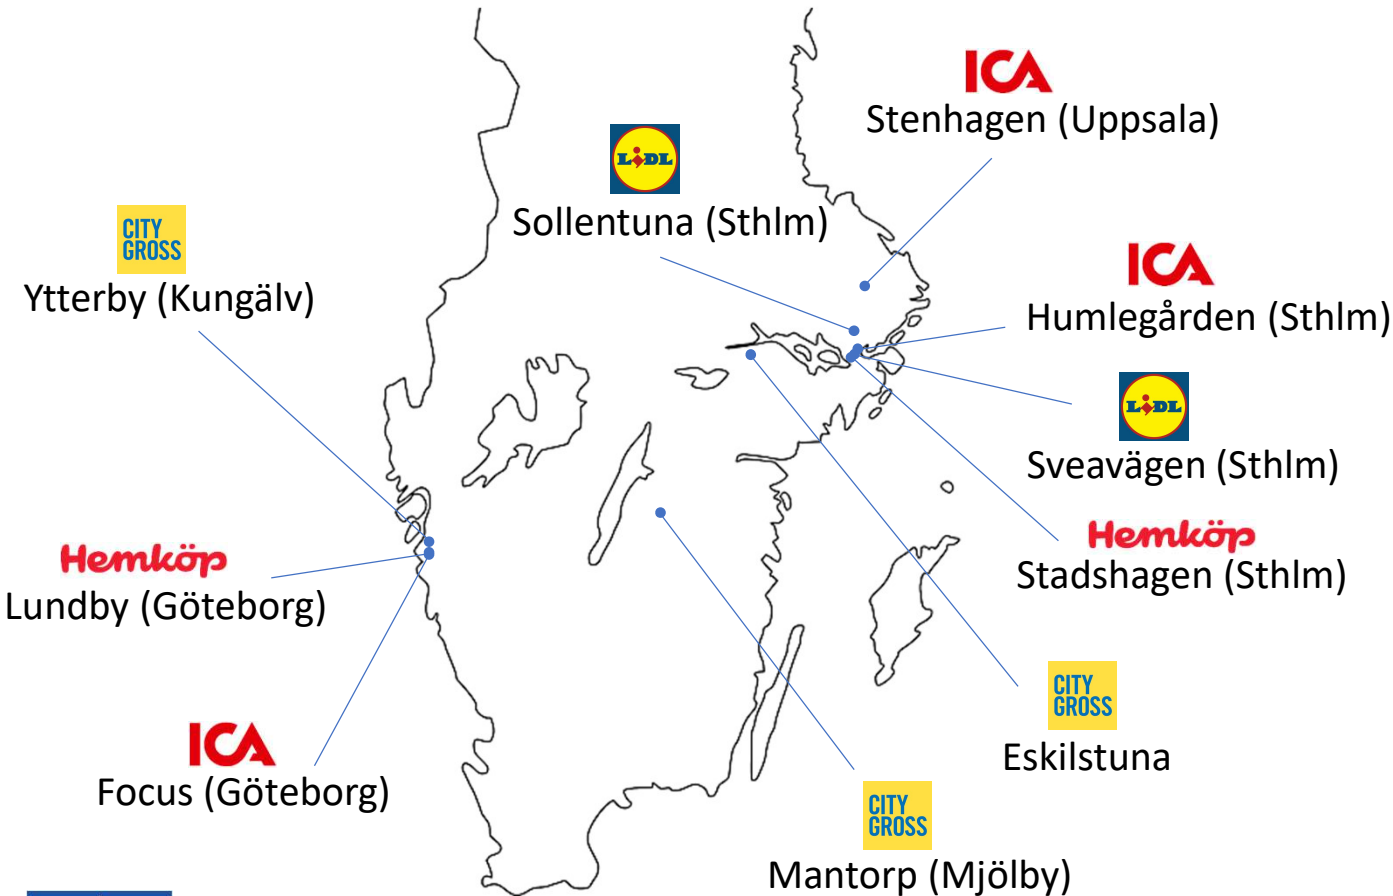 ICA
Stenhagen (Uppsala)
LIDL
Sollentuna (Sthlm)
CITY
GROSS
Ytterby (Kungälv)
ICA
Humlegården (Sthlm)
LIDL
Sveavägen (Sthlm)
Hemköp
Stadshagen (Sthlm)
Hemköp
Lundby (Göteborg)
CITY
GROSS
Eskilstuna
ICA
Focus (Göteborg)
CITY
GROSS
Mantorp (Mjölby)